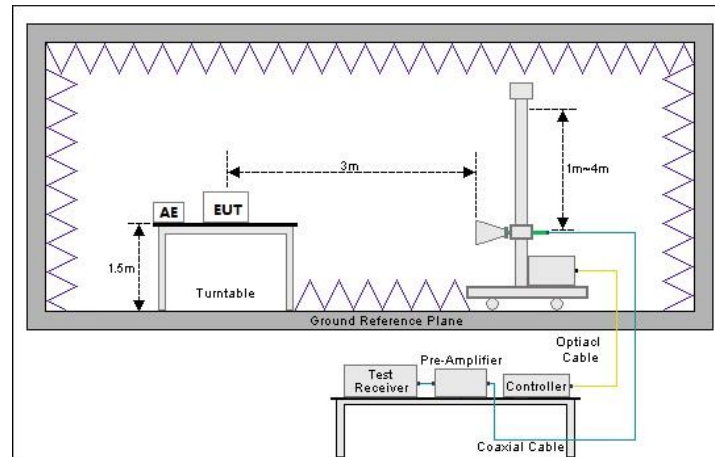 3m
1m~4m
AE
EUT
1.5m
Turntable
Ground Reference Plane
Optiacl
Cable
Pre-Amplifier
Test
Receiver
Controller
Coaxial Cable